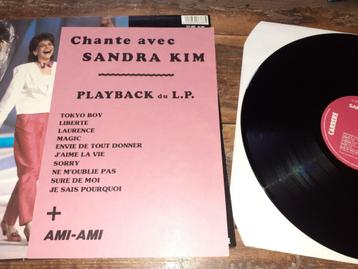 Chante avec
SANDRA KIM
PLAYBACK du L.P.
TOKYO BOY
LIBERTE
LAURENCE
MAGIC
ENVIE DE TOUT DONNER
J'AIME LA VIE
SORRY
NE M'OUBLIE PAS
SURE DE MOI
JE SAIS POURQUOI
+
AMI-AMI
CARRERE